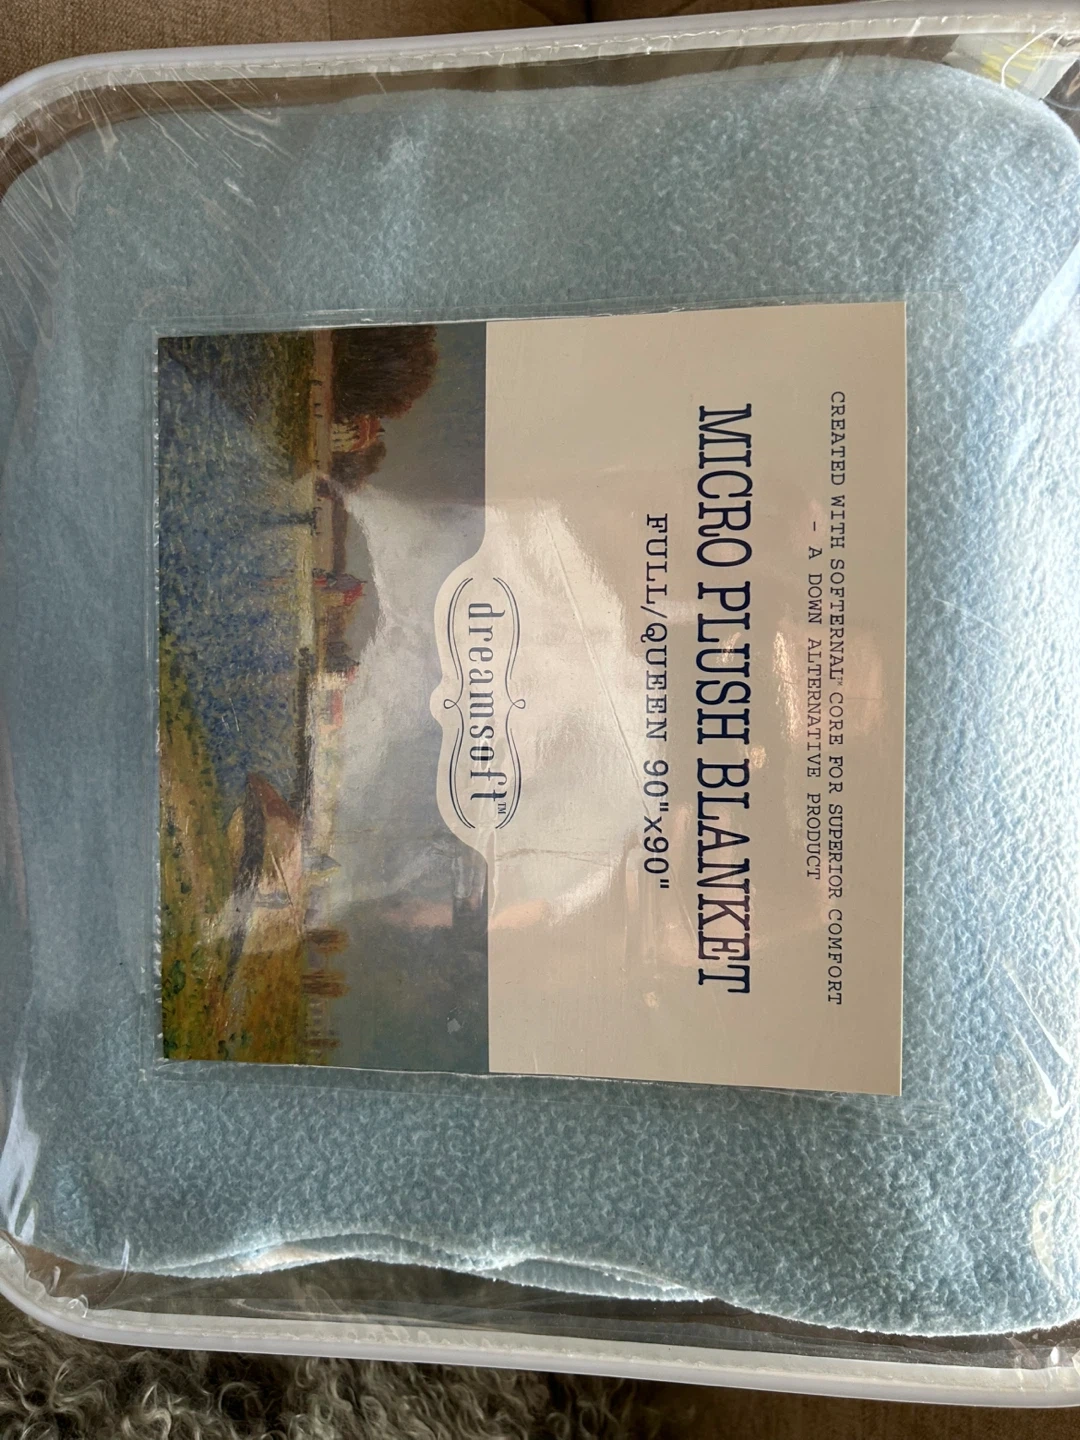 CREATED WITH SOFTERNAL™ CORE FOR SUPERIOR COMFORT
- A DOWN ALTERNATIVE PRODUCT
MICRO PLUSH BLANKET
FULL/QUEEN 90"x90"
dreamsoft™